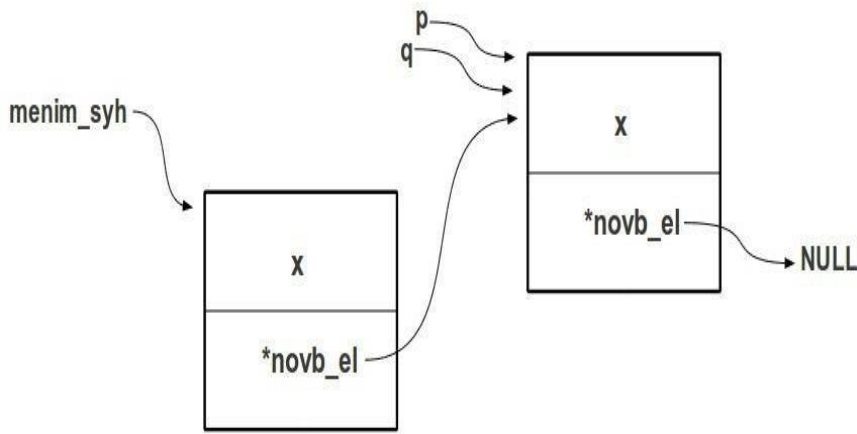 p
q
menim_syh
x
*novb_el
NULL
x
*novb_el